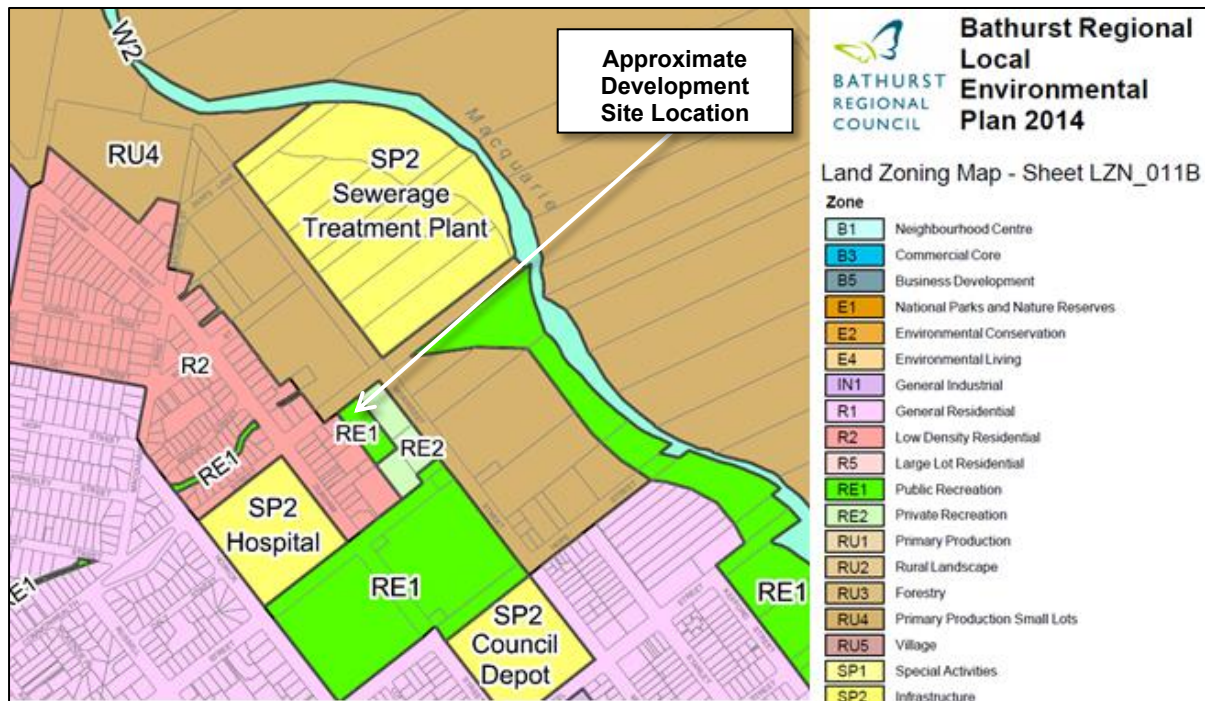 W2
Approximate
Development
Site Location
Macquarie
RU4
SP2
Sewerage
Treatment Plant
R2
RE1
RE2
RE1
SP2
Hospital
RE1
SP2
Council
Depot
RE1
RE1
STREET
STREET
BATHURST
REGIONAL
COUNCIL
Bathurst Regional
Local
Environmental
Plan 2014
Land Zoning Map - Sheet LZN_011B
Zone
B1 Neighbourhood Centre
B3 Commercial Core
B5 Business Development
E1 National Parks and Nature Reserves
E2 Environmental Conservation
E4 Environmental Living
IN1 General Industrial
R1 General Residential
R2 Low Density Residential
R5 Large Lot Residential
RE1 Public Recreation
RE2 Private Recreation
RU1 Primary Production
RU2 Rural Landscape
RU3 Forestry
RU4 Primary Production Small Lots
RU5 Village
SP1 Special Activities
SP2 Infrastructure